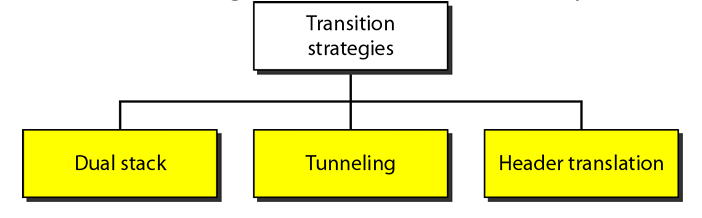 Transition
strategies
Dual stack
Tunneling
Header translation